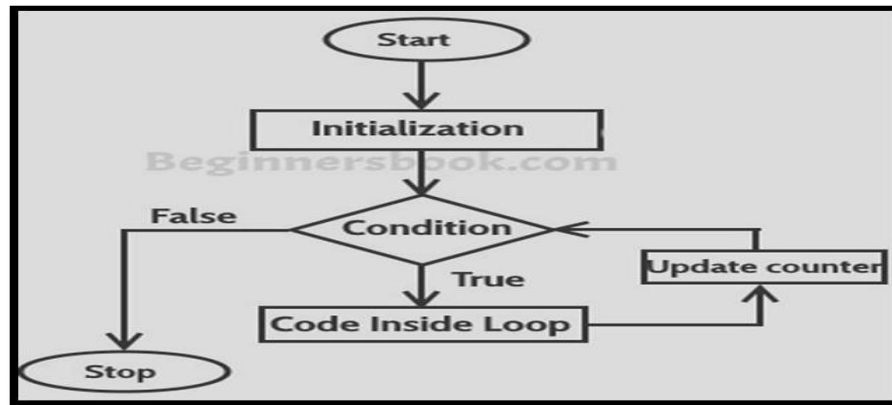 Start
Initialization
Beginnersbook.com
False
Condition
Update counter
True
Code Inside Loop
Stop